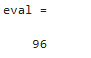 eval =
96